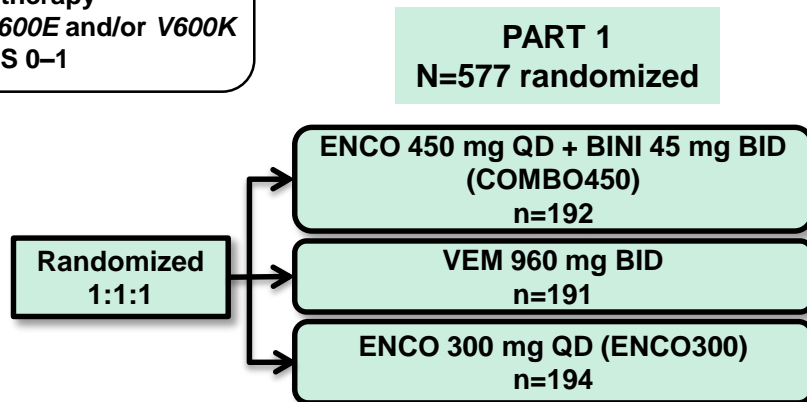 therapy
600E and/or V600K
S 0–1
PART 1
N=577 randomized
ENCO 450 mg QD + BINI 45 mg BID
(COMBO450)
n=192
Randomized
1:1:1
VEM 960 mg BID
n=191
ENCO 300 mg QD (ENCO300)
n=194